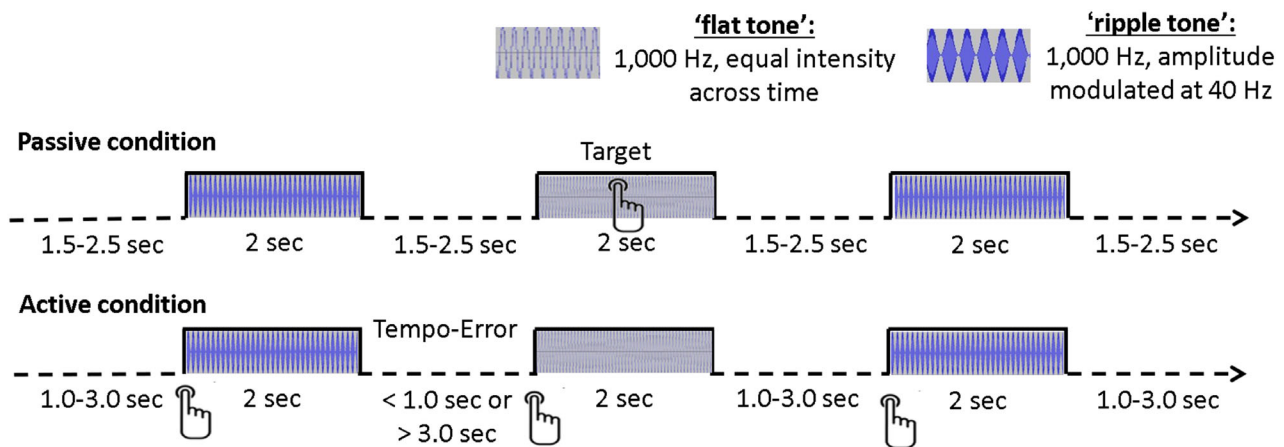 'flat tone':
1,000 Hz, equal intensity
across time
'ripple tone':
1,000 Hz, amplitude
modulated at 40 Hz
Passive condition
Target
1.5-2.5 sec 2 sec 1.5-2.5 sec 2 sec 1.5-2.5 sec 2 sec 1.5-2.5 sec
Active condition
Tempo-Error
1.0-3.0 sec 2 sec < 1.0 sec or 2 sec 1.0-3.0 sec 2 sec 1.0-3.0 sec
> 3.0 sec